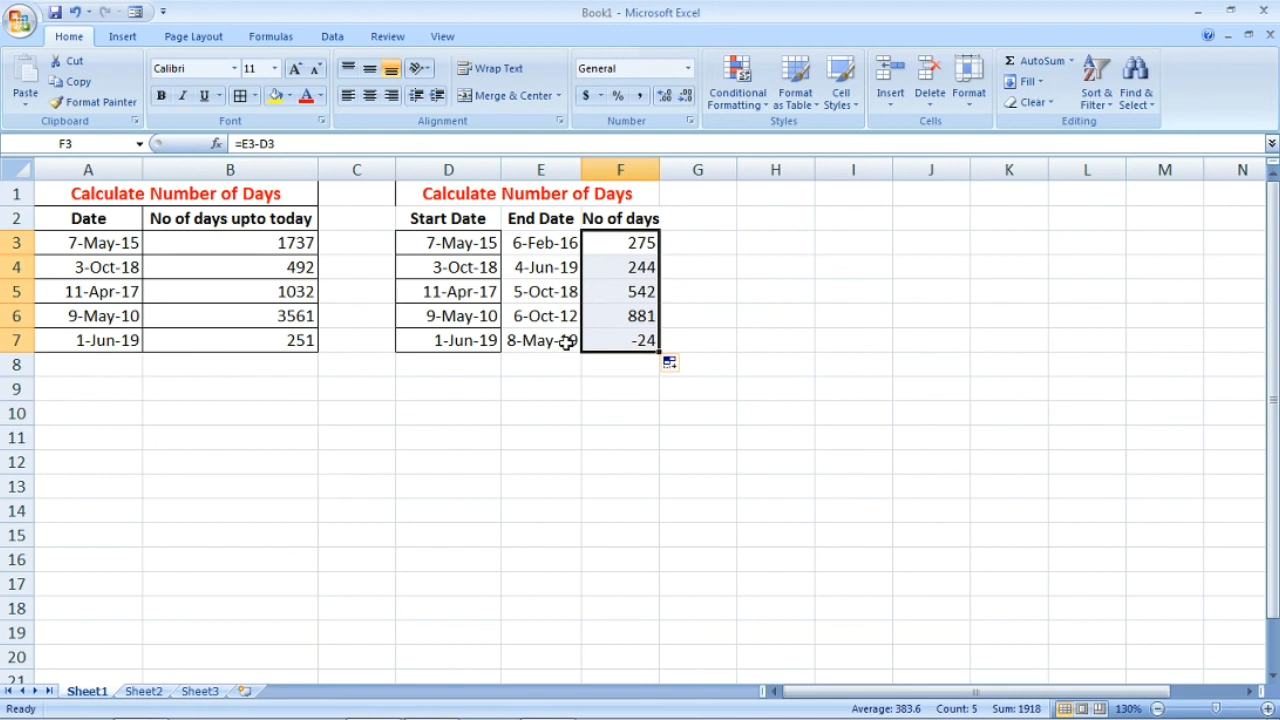 Book1 - Microsoft Excel
Home Insert Page Layout Formulas Data Review View
Paste
Cut
Copy
Format Painter
Clipboard
Calibri 11
B I U
Font
Wrap Text
Merge & Center
Alignment
General
$ % ,
Number
Conditional Formatting
Format as Table
Cell Styles
Styles
Insert Delete Format
Cells
Σ AutoSum
Fill
Clear
Sort & Filter
Find & Select
Editing
F3 fx =E3-D3
A B C D E F G H I J K L M N
1 Calculate Number of Days Calculate Number of Days
2 Date No of days upto today Start Date End Date No of days
3 7-May-15 1737 7-May-15 6-Feb-16 275
4 3-Oct-18 492 3-Oct-18 4-Jun-19 244
5 11-Apr-17 1032 11-Apr-17 5-Oct-18 542
6 9-May-10 3561 9-May-10 6-Oct-12 881
7 1-Jun-19 251 1-Jun-19 8-May-19 -24
8
9
10
11
12
13
14
15
16
17
18
19
20
21
Sheet1 Sheet2 Sheet3
Ready Average: 383.6 Count: 5 Sum: 1918 130%